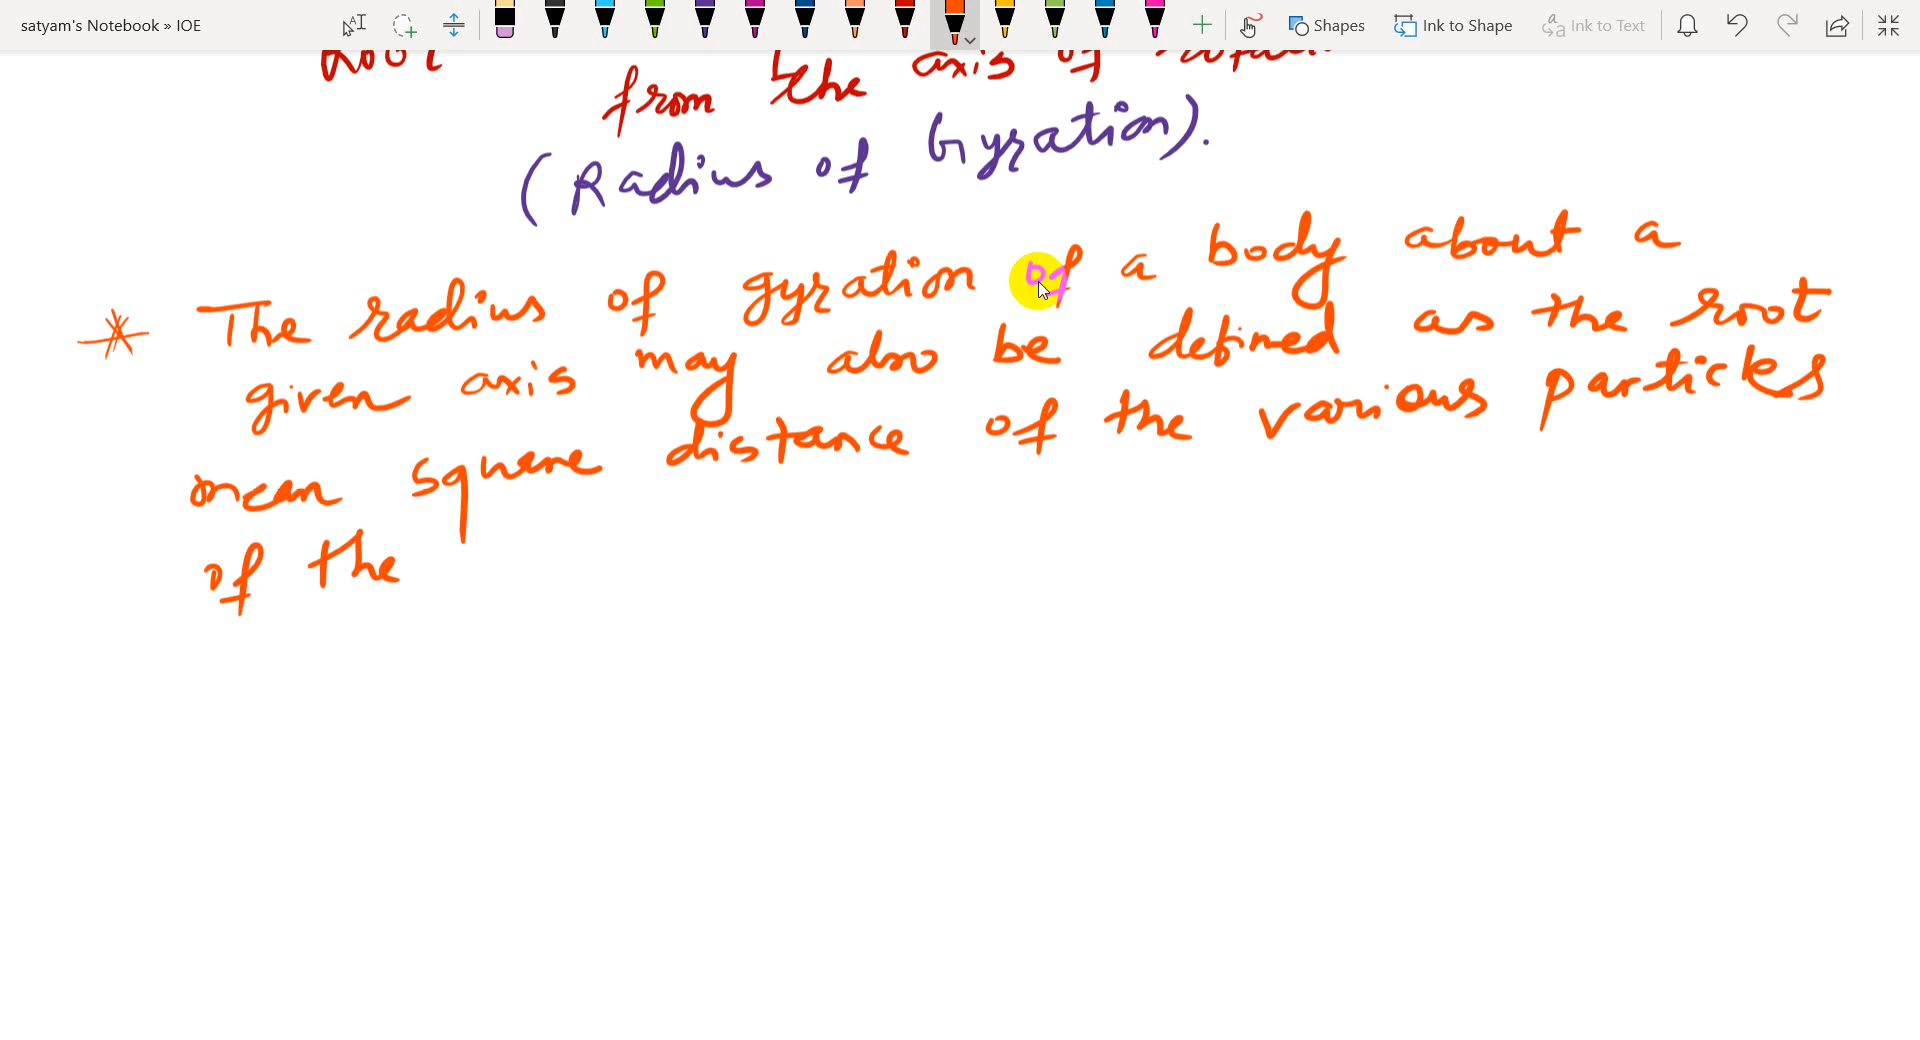 satyam's Notebook » IOE
Shapes
Ink to Shape
Ink to Text
Root
from the axis of
(Radius of Gyration).
* The radius of gyration of a body about a
given axis may also be defined as the root
mean square distance of the various particles
of the